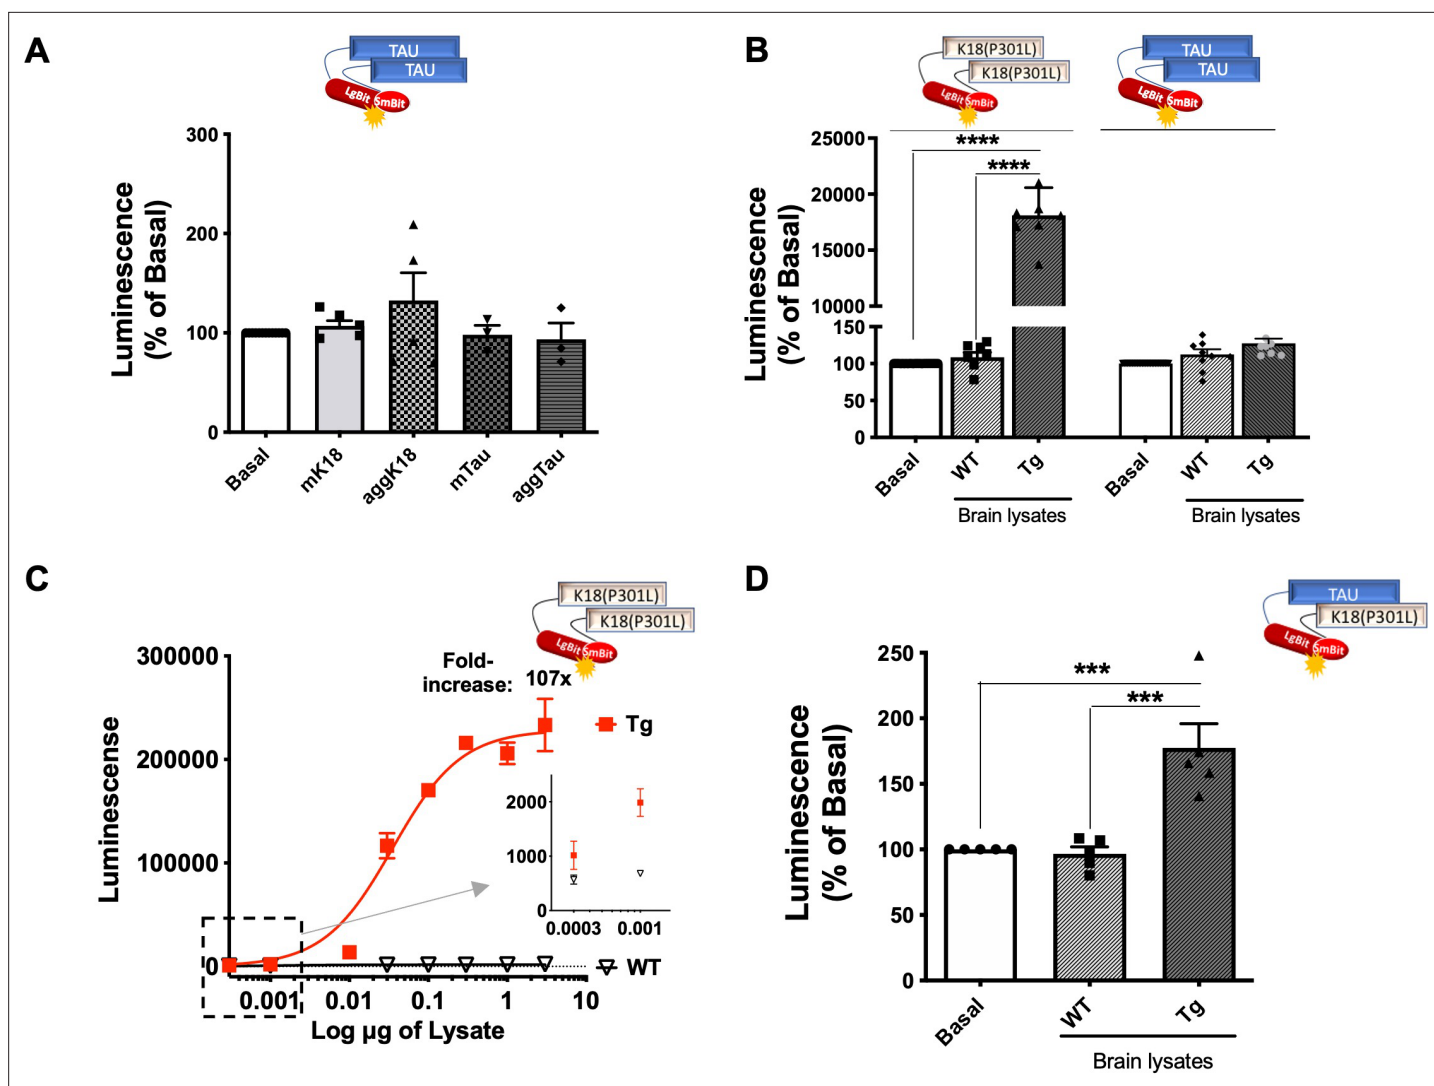 A
TAU
TAU
LgBit
SmBit
Luminescence
(% of Basal)
300
200
100
0
Basal
mK18
aggK18
mTau
aggTau
B
K18(P301L)
K18(P301L)
LgBit
SmBit
TAU
TAU
LgBit
SmBit
Luminescence
(% of Basal)
25000
20000
15000
10000
150
100
50
0
****
****
Basal
WT
Tg
Brain lysates
Basal
WT
Tg
Brain lysates
C
K18(P301L)
K18(P301L)
LgBit
SmBit
Luminescense
300000
200000
100000
0
Fold-
increase:
107x
Tg
WT
2000
1000
0
0.0003
0.001
0.001
0.01
0.1
1
10
Log µg of Lysate
D
TAU
K18(P301L)
LgBit
SmBit
Luminescence
(% of Basal)
250
200
150
100
50
0
***
***
Basal
WT
Tg
Brain lysates